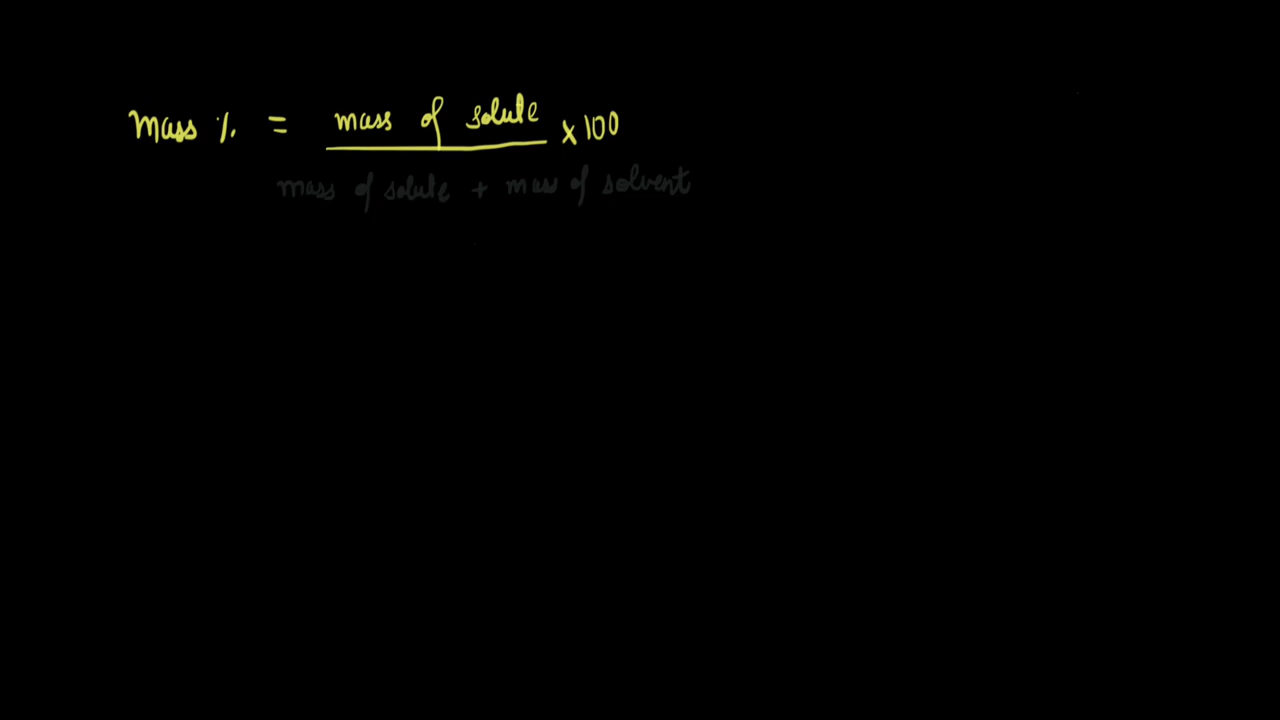 Mass % = mass of solute × 100
mass of solute + mass of solvent